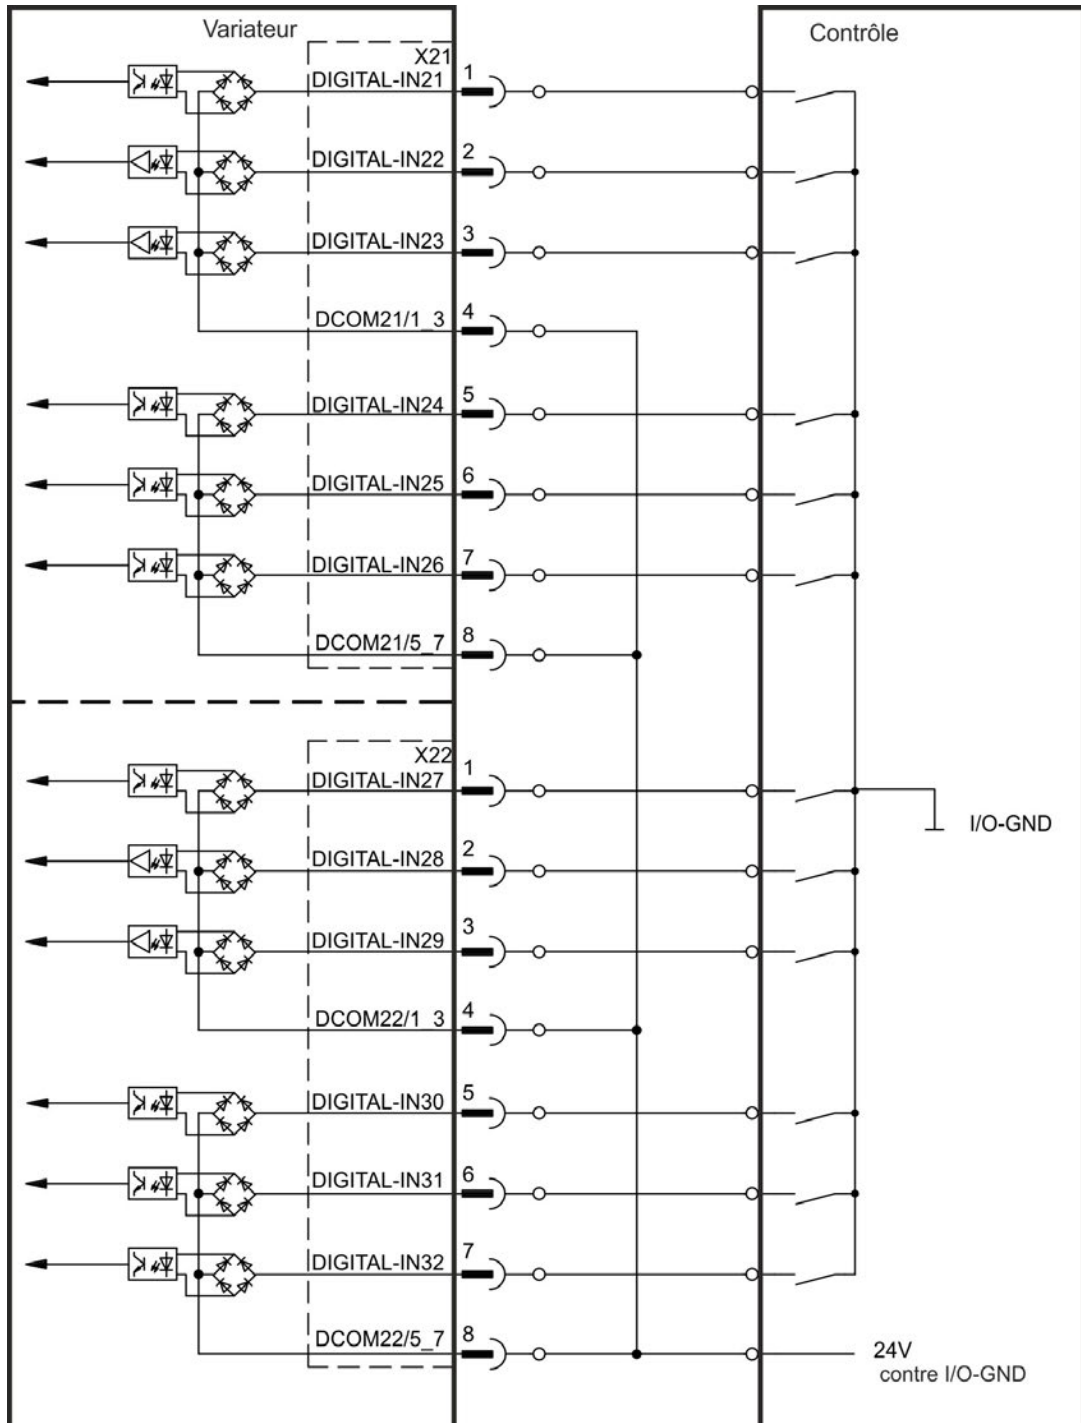 Variateur
Contrôle
X21
DIGITAL-IN21 1
DIGITAL-IN22 2
DIGITAL-IN23 3
DCOM21/1_3 4
DIGITAL-IN24 5
DIGITAL-IN25 6
DIGITAL-IN26 7
DCOM21/5_7 8
X22
DIGITAL-IN27 1
I/O-GND
DIGITAL-IN28 2
DIGITAL-IN29 3
DCOM22/1_3 4
DIGITAL-IN30 5
DIGITAL-IN31 6
DIGITAL-IN32 7
DCOM22/5_7 8
24V
contre I/O-GND